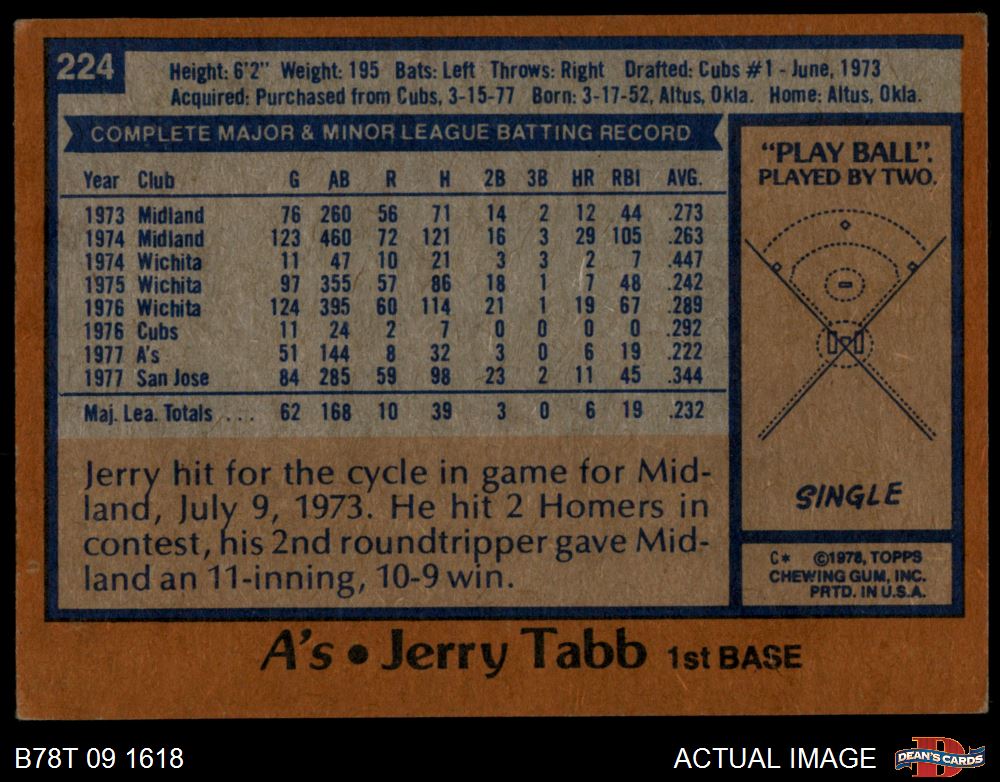 224
Height: 6'2" Weight: 195 Bats: Left Throws: Right Drafted: Cubs #1 - June, 1973
Acquired: Purchased from Cubs, 3-15-77 Born: 3-17-52, Altus, Okla. Home: Altus, Okla.
COMPLETE MAJOR & MINOR LEAGUE BATTING RECORD
Year Club G AB R H 2B 3B HR RBI AVG.
1973 Midland 76 260 56 71 14 2 12 44 .273
1974 Midland 123 460 72 121 16 3 29 105 .263
1974 Wichita 11 47 10 21 3 3 2 7 .447
1975 Wichita 97 355 57 86 18 1 7 48 .242
1976 Wichita 124 395 60 114 21 1 19 67 .289
1976 Cubs 11 24 2 7 0 0 0 0 .292
1977 A's 51 144 8 32 3 0 6 19 .222
1977 San Jose 84 285 59 98 23 2 11 45 .344
Maj. Lea. Totals . . . 62 168 10 39 3 0 6 19 .232
Jerry hit for the cycle in game for Mid-
land, July 9, 1973. He hit 2 Homers in
contest, his 2nd roundtripper gave Mid-
land an 11-inning, 10-9 win.
"PLAY BALL".
PLAYED BY TWO.
SINGLE
C* ©1978, TOPPS
CHEWING GUM, INC.
PRTD. IN U.S.A.
A's • Jerry Tabb 1st BASE
B78T 09 1618
ACTUAL IMAGE
D
DEAN'S CARDS